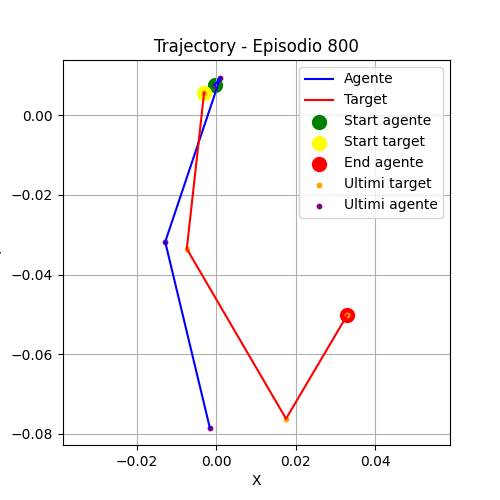 Trajectory - Episodio 800
Agente
Target
Start agente
Start target
End agente
Ultimi target
Ultimi agente
0.00
−0.02
−0.04
−0.06
−0.08
−0.02
0.00
0.02
0.04
X